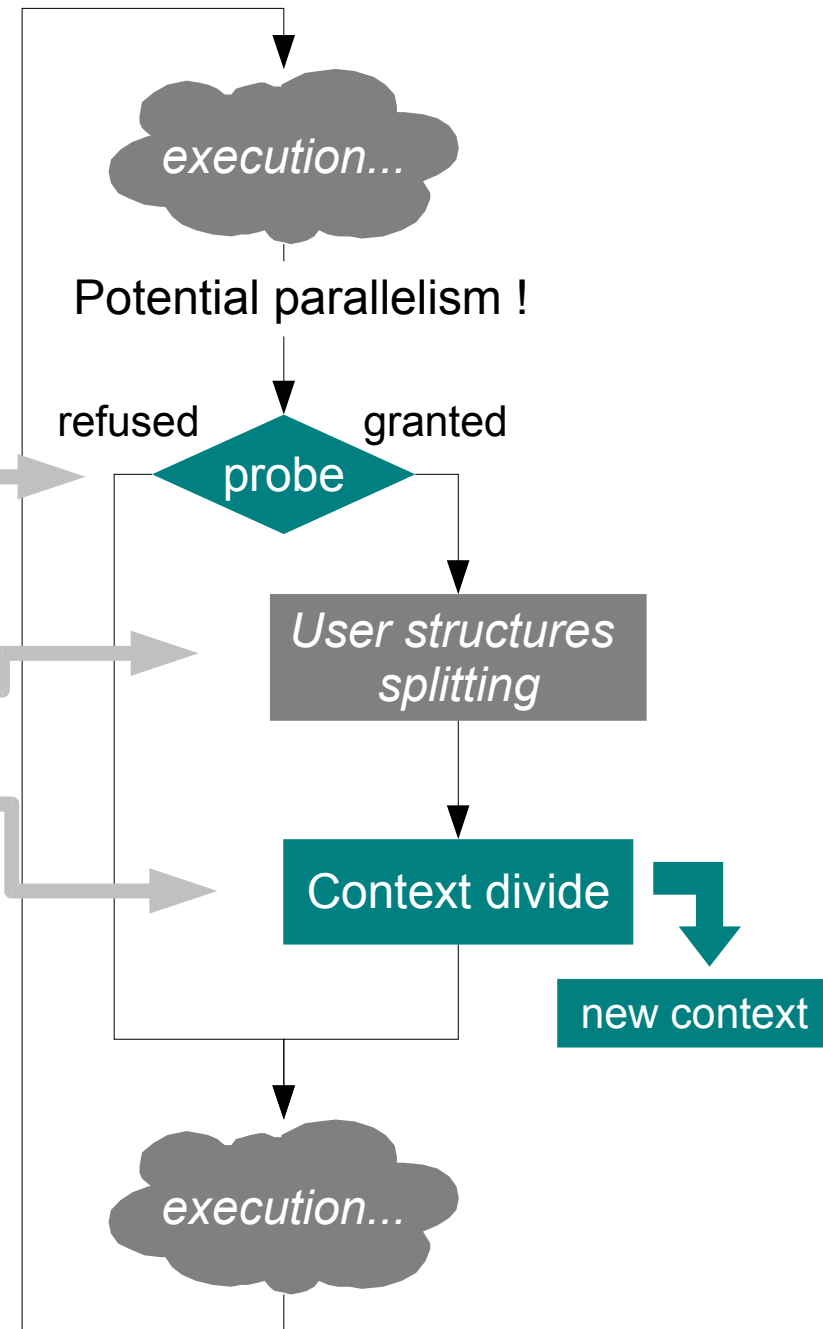 execution...
Potential parallelism !
refused
granted
probe
User structures
splitting
Context divide
new context
execution...